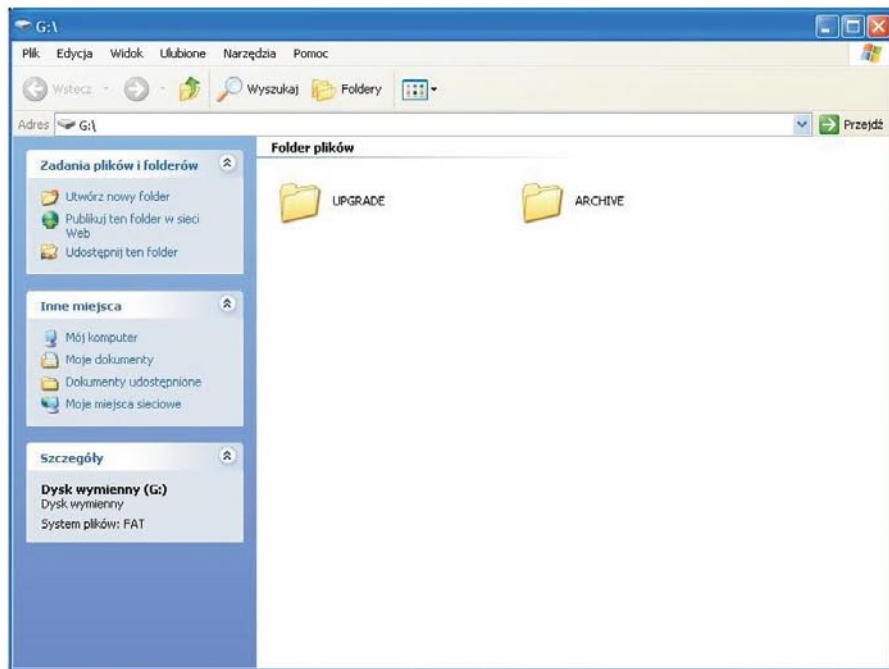 G:\
Plik Edycja Widok Ulubione Narzędzia Pomoc
Wstecz Wyszukaj Foldery
Adres G:\ Przejdź
Zadania plików i folderów
Utwórz nowy folder
Publikuj ten folder w sieci
Web
Udostępnij ten folder
Inne miejsca
Mój komputer
Moje dokumenty
Dokumenty udostępnione
Moje miejsca sieciowe
Szczegóły
Dysk wymienny (G:)
Dysk wymienny
System plików: FAT
Folder plików
UPGRADE ARCHIVE